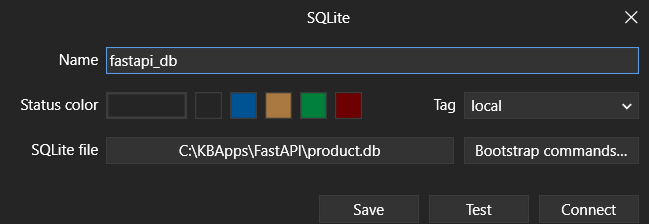 SQLite
Name fastapi_db
Status color Tag local
SQLite file C:\KBApps\FastAPI\product.db Bootstrap commands...
Save Test Connect